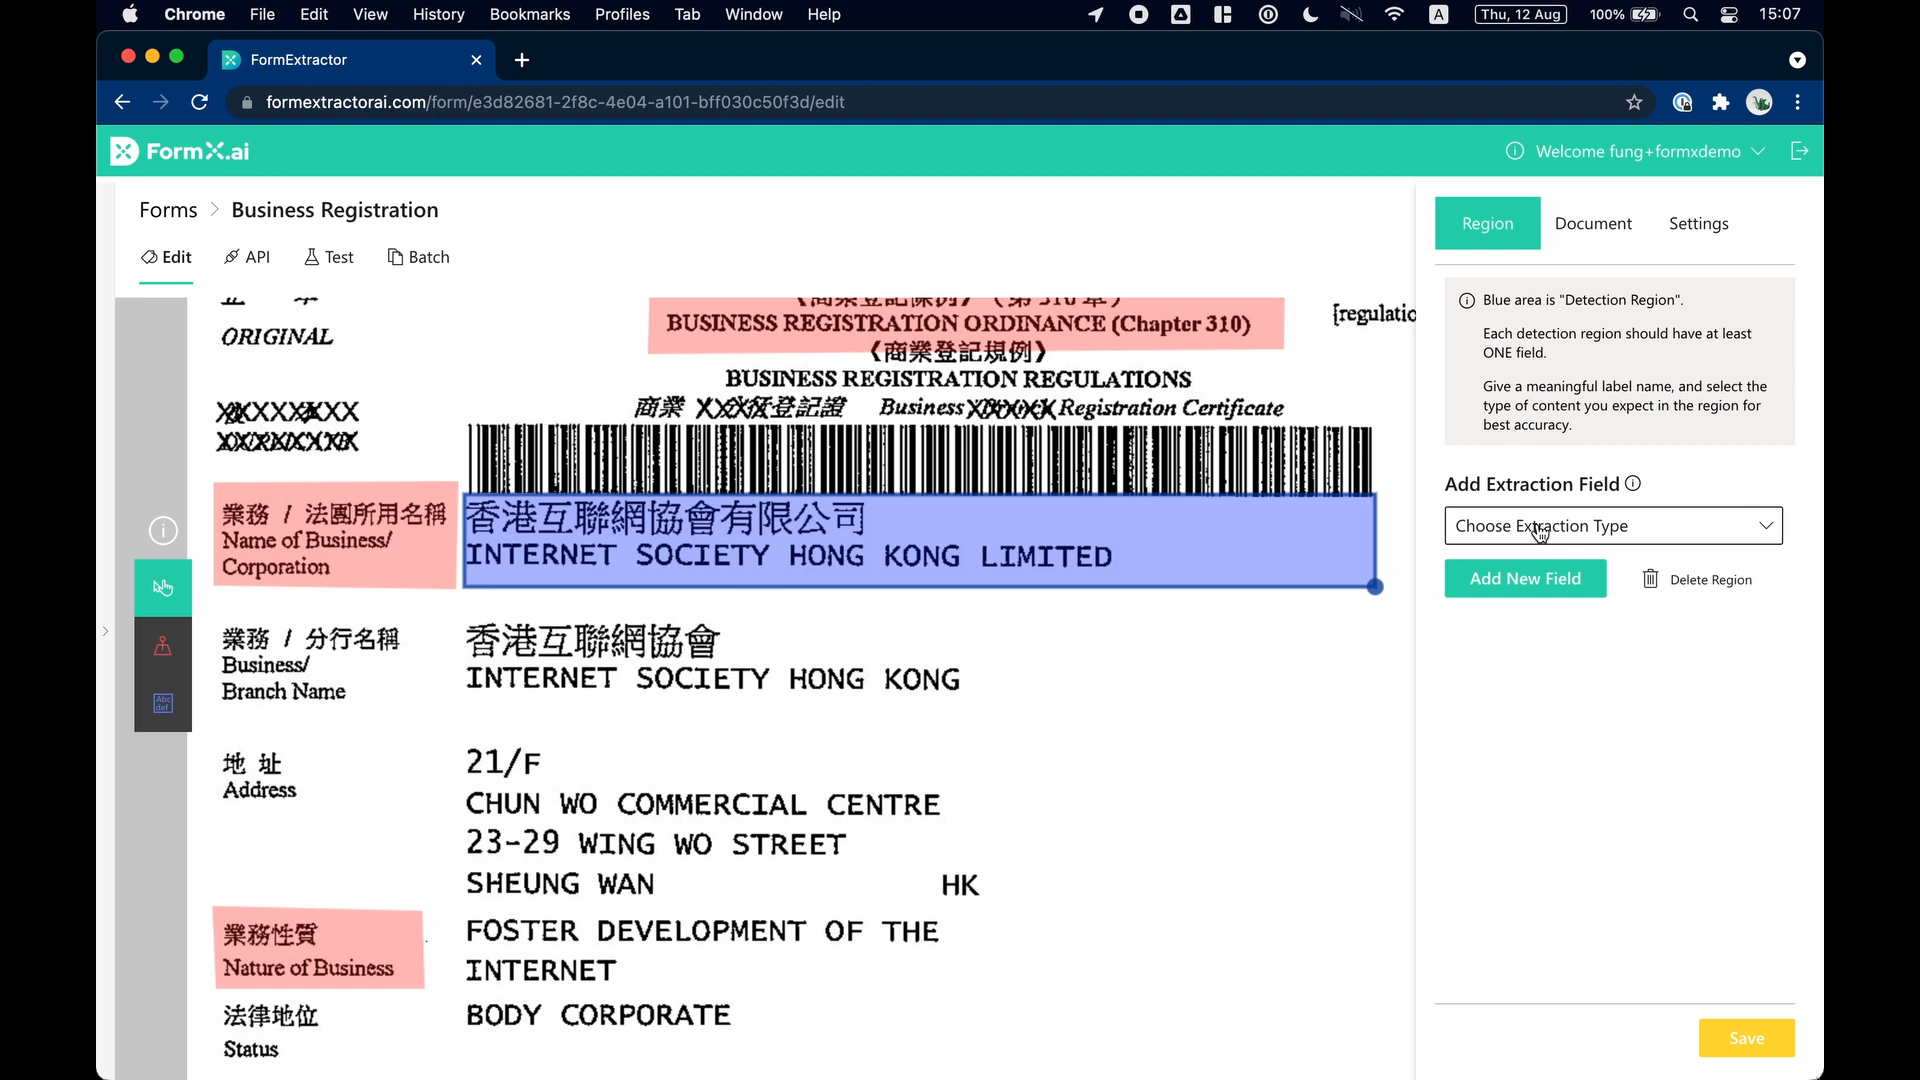 Chrome File Edit View History Bookmarks Profiles Tab Window Help
A Thu, 12 Aug 100% 15:07
FormExtractor
formextractorai.com/form/e3d82681-2f8c-4e04-a101-bff030c50f3d/edit
FormX.ai
Welcome fung+formxdemo
Forms > Business Registration
Edit API Test Batch
Region Document Settings
Blue area is "Detection Region".
Each detection region should have at least
ONE field.
Give a meaningful label name, and select the
type of content you expect in the region for
best accuracy.
Add Extraction Field
Choose Extraction Type
Add New Field
Delete Region
Save
Abc
def
ORIGINAL
BUSINESS REGISTRATION ORDINANCE (Chapter 310)
[regulatio
《商業登記規例》
BUSINESS REGISTRATION REGULATIONS
商業 登記證 Business Registration Certificate
業務 / 法團所用名稱
Name of Business/
Corporation
香港互聯網協會有限公司
INTERNET SOCIETY HONG KONG LIMITED
業務 / 分行名稱
Business/
Branch Name
香港互聯網協會
INTERNET SOCIETY HONG KONG
地 址
Address
21/F
CHUN WO COMMERCIAL CENTRE
23-29 WING WO STREET
SHEUNG WAN HK
業務性質
Nature of Business
FOSTER DEVELOPMENT OF THE
INTERNET
法律地位
Status
BODY CORPORATE